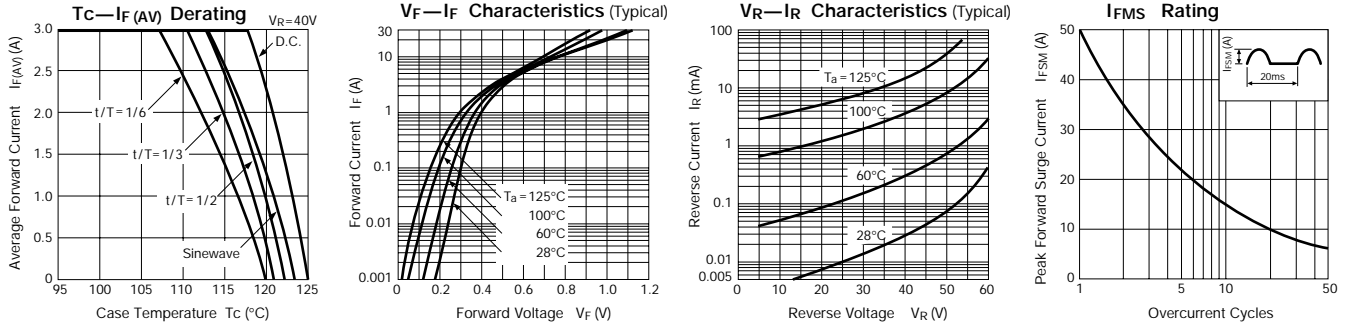 Tc—IF(AV) Derating
VR=40V
Average Forward Current IF(AV) (A)
3.0
2.5
2.0
1.5
1.0
0.5
0
D.C.
t/T=1/6
t/T=1/3
t/T=1/2
Sinewave
95 100 105 110 115 120 125
Case Temperature Tc (°C)
VF—IF Characteristics (Typical)
Forward Current IF (A)
30
10
1
0.1
0.01
0.001
Ta=125°C
100°C
60°C
28°C
0 0.2 0.4 0.6 0.8 1.0 1.2
Forward Voltage VF (V)
VR—IR Characteristics (Typical)
Reverse Current IR (mA)
100
10
1
0.1
0.01
0.005
Ta=125°C
100°C
60°C
28°C
0 10 20 30 40 50 60
Reverse Voltage VR (V)
IFMS Rating
Peak Forward Surge Current IFSM (A)
50
40
30
20
10
0
IFSM (A)
20ms
1 5 10 50
Overcurrent Cycles